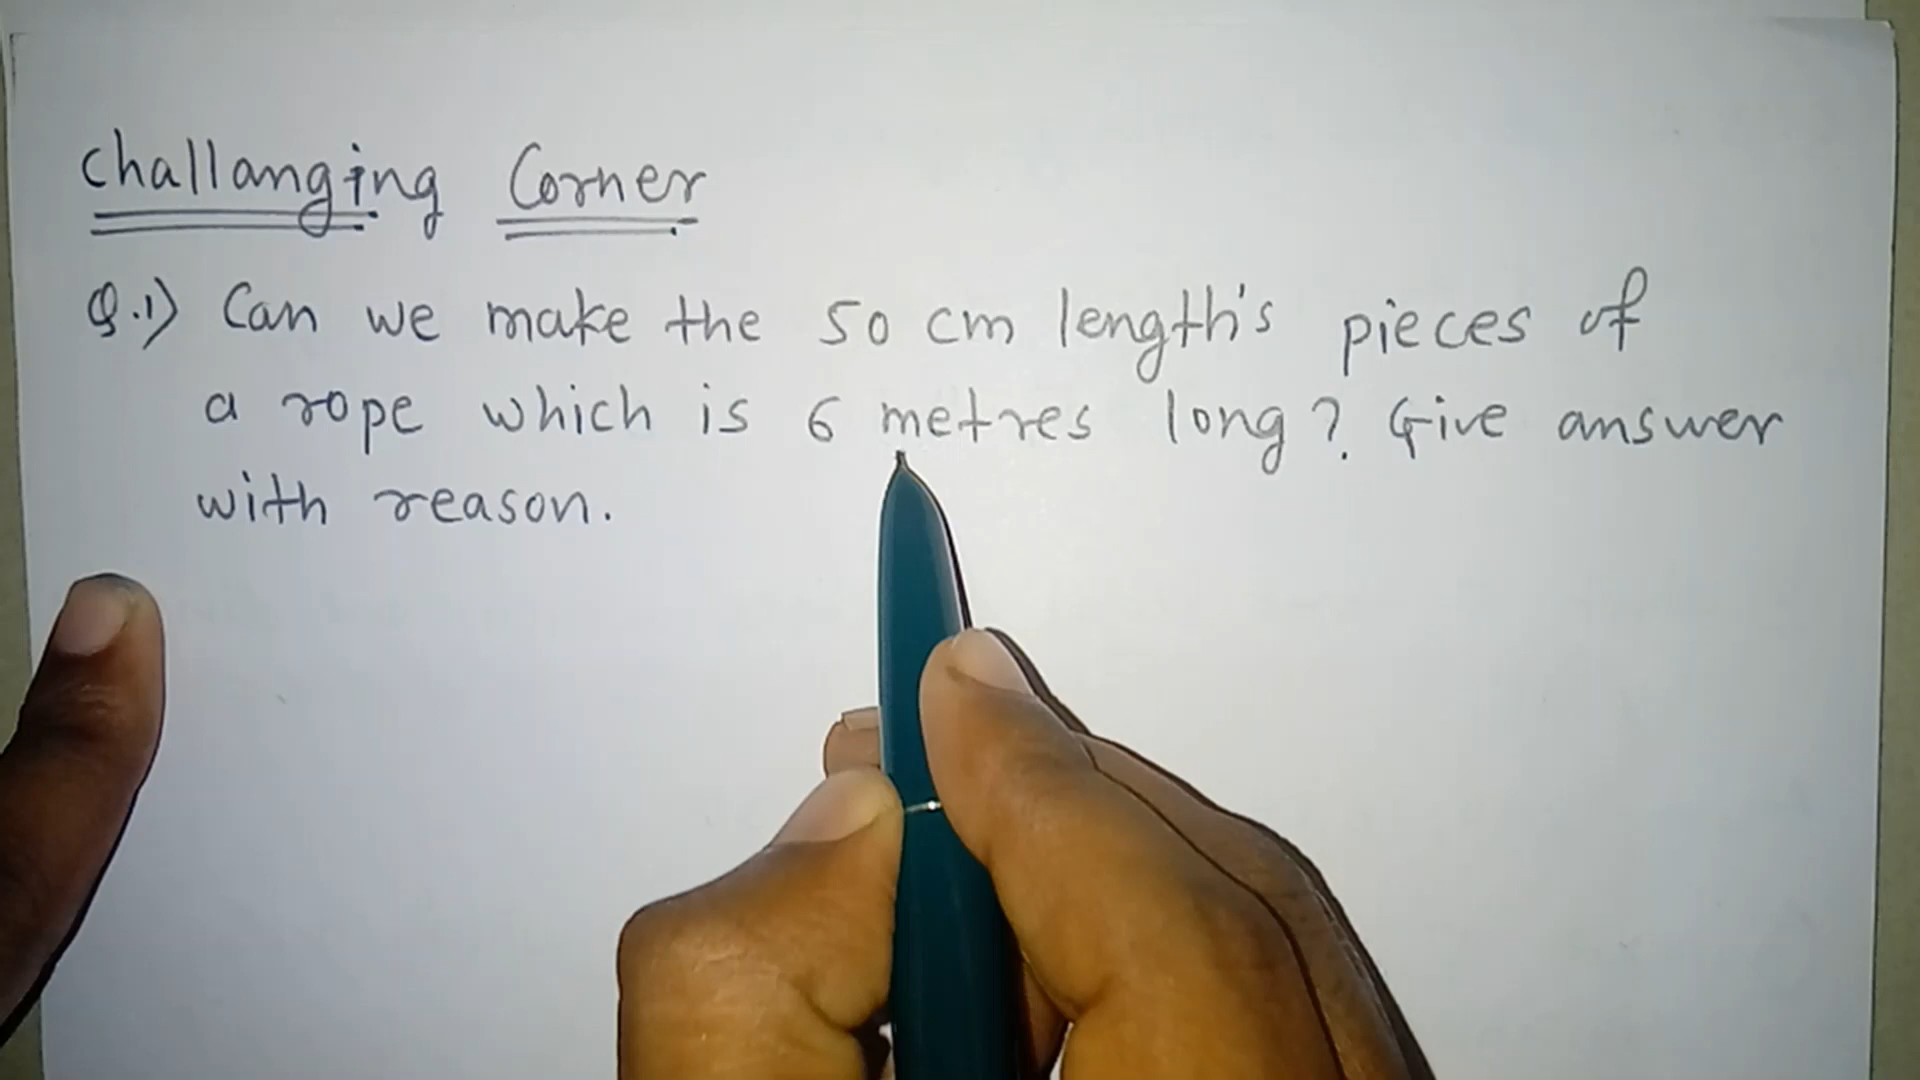 Challanging Corner
Q.1) Can we make the 50 cm length's pieces of
a rope which is 6 metres long? Give answer
with reason.